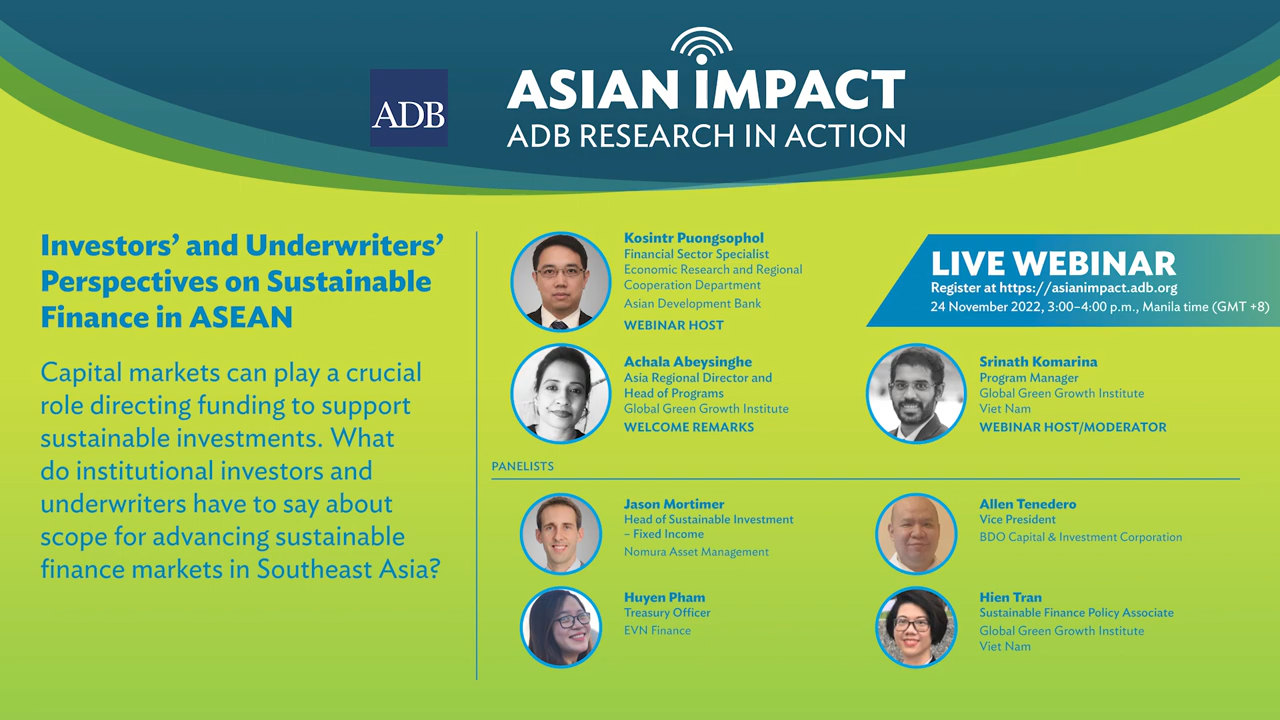 ADB
ASIAN IMPACT
ADB RESEARCH IN ACTION
Investors’ and Underwriters’
Perspectives on Sustainable
Finance in ASEAN
Capital markets can play a crucial
role directing funding to support
sustainable investments. What
do institutional investors and
underwriters have to say about
scope for advancing sustainable
finance markets in Southeast Asia?
Kosintr Puongsophol
Financial Sector Specialist
Economic Research and Regional
Cooperation Department
Asian Development Bank
WEBINAR HOST
LIVE WEBINAR
Register at https://asianimpact.adb.org
24 November 2022, 3:00–4:00 p.m., Manila time (GMT +8)
Achala Abeysinghe
Asia Regional Director and
Head of Programs
Global Green Growth Institute
WELCOME REMARKS
Srinath Komarina
Program Manager
Global Green Growth Institute
Viet Nam
WEBINAR HOST/MODERATOR
PANELISTS
Jason Mortimer
Head of Sustainable Investment
– Fixed Income
Nomura Asset Management
Allen Tenedero
Vice President
BDO Capital & Investment Corporation
Huyen Pham
Treasury Officer
EVN Finance
Hien Tran
Sustainable Finance Policy Associate
Global Green Growth Institute
Viet Nam